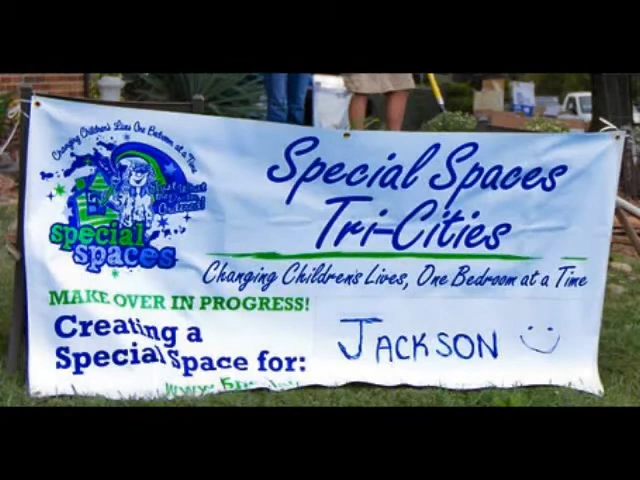 Changing Children's Lives One Bedroom at a Time
special
spaces
Special Spaces
Tri-Cities
Changing Children's Lives, One Bedroom at a Time
MAKE OVER IN PROGRESS!
Creating a
Special Space for:
JACKSON